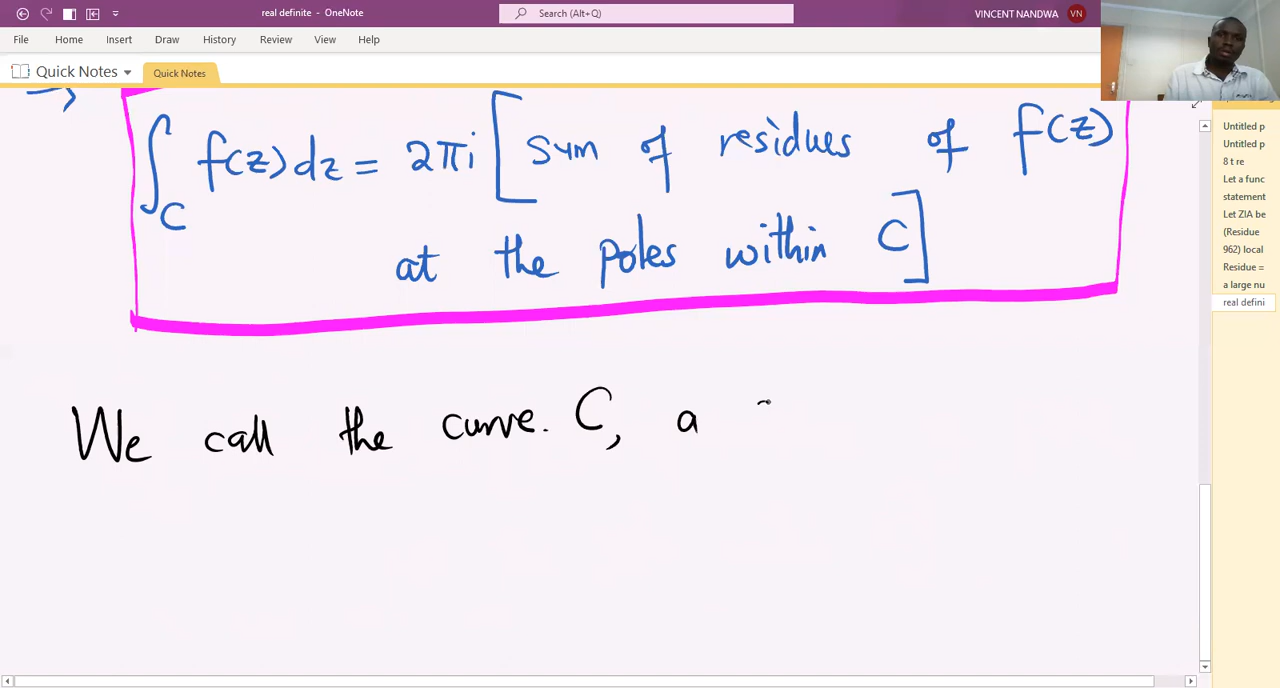 real definite - OneNote
Search (Alt+Q)
VINCENT NANDWA VN
File Home Insert Draw History Review View Help
Quick Notes
Quick Notes
∫_C f(z)dz = 2πi [sum of residues of f(z)
at the poles within C]
We call the curve. C, a
Untitled p
Untitled p
8 t re
Let a func
statement
Let ZIA be
(Residue
962) local
Residue =
a large nu
real defini